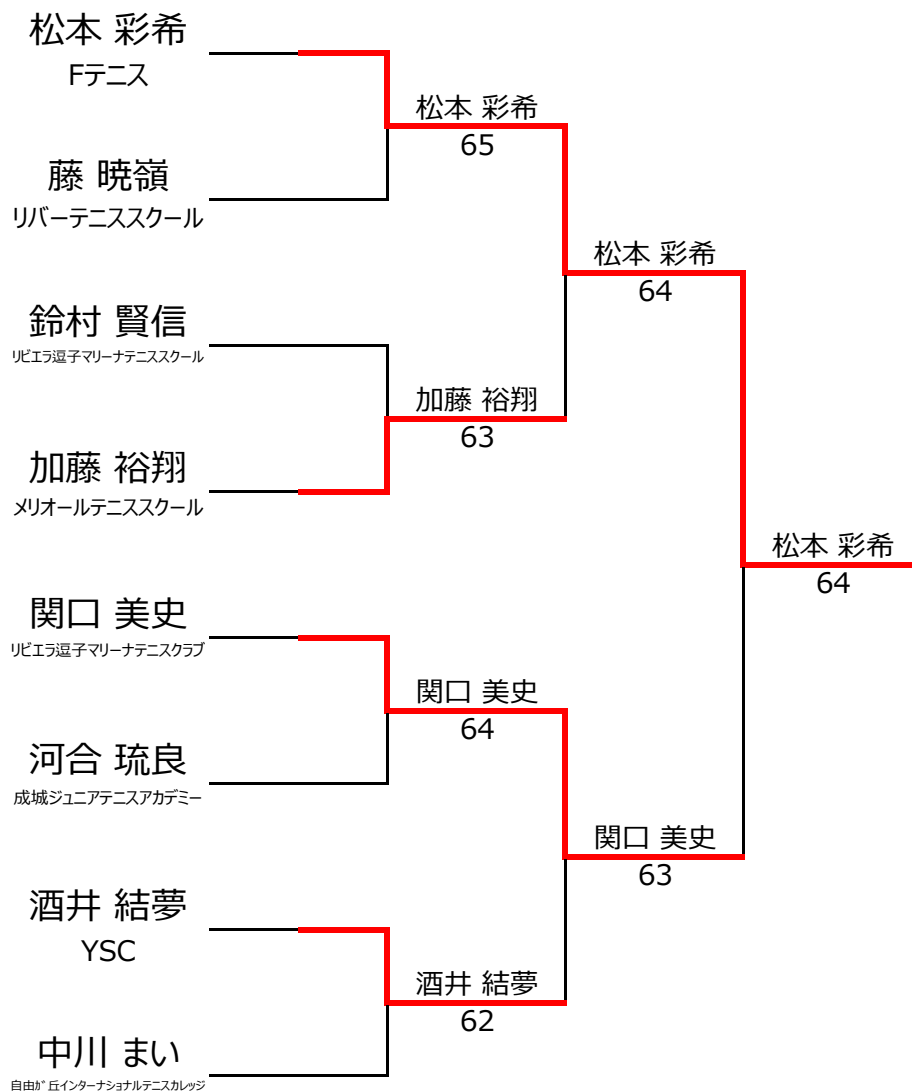 松本 彩希
Fテニス
松本 彩希
65
藤 暁嶺
リバーテニススクール
松本 彩希
64
鈴村 賢信
リビエラ逗子マリーナテニススクール
加藤 裕翔
63
加藤 裕翔
メリオールテニススクール
松本 彩希
64
関口 美史
リビエラ逗子マリーナテニスクラブ
関口 美史
64
河合 琉良
成城ジュニアテニスアカデミー
関口 美史
63
酒井 結夢
YSC
酒井 結夢
62
中川 まい
自由が丘インターナショナルテニスカレッジ